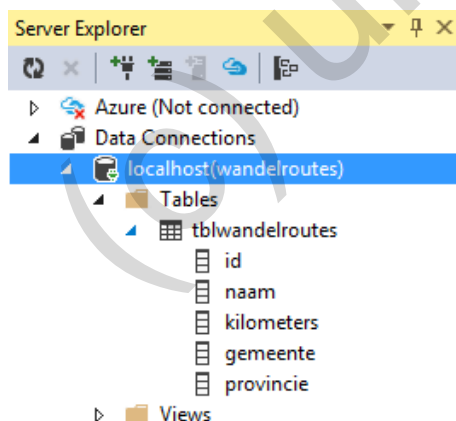 Server Explorer
Azure (Not connected)
Data Connections
localhost(wandelroutes)
Tables
tblwandelroutes
id
naam
kilometers
gemeente
provincie
Views